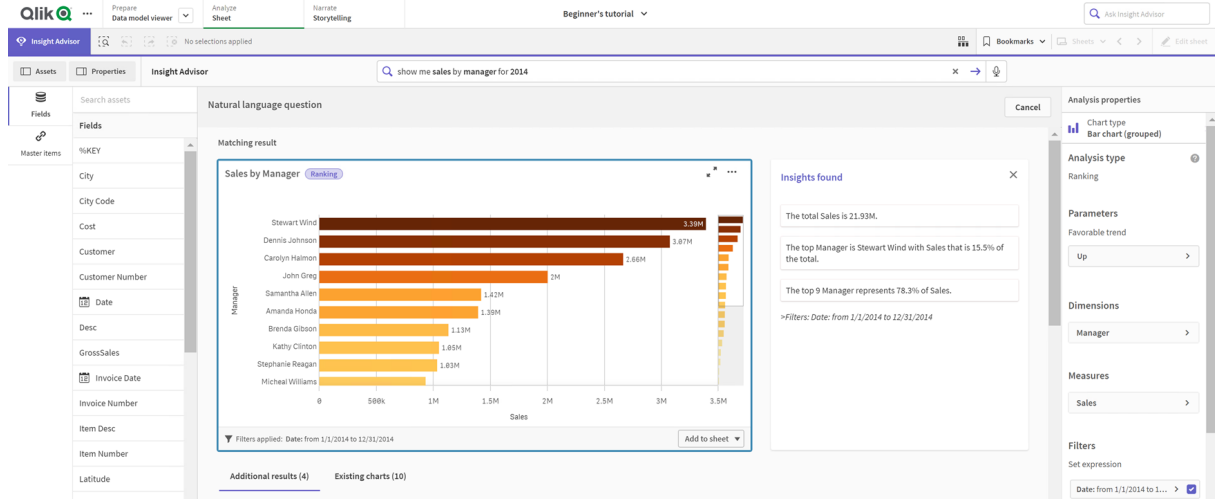 Qlik
Prepare
Data model viewer
Analyze
Sheet
Narrate
Storytelling
Beginner's tutorial
Ask Insight Advisor
Insight Advisor
No selections applied
Bookmarks
Sheets
Edit sheet
Assets
Properties
Insight Advisor
show me sales by manager for 2014
Fields
Master items
Search assets
Fields
%KEY
City
City Code
Cost
Customer
Customer Number
Date
Desc
GrossSales
Invoice Date
Invoice Number
Item Desc
Item Number
Latitude
Natural language question
Cancel
Matching result
Sales by Manager
Ranking
Manager
Stewart Wind
3.39M
Dennis Johnson
3.07M
Carolyn Halmon
2.66M
John Greg
2M
Samantha Allen
1.42M
Amanda Honda
1.39M
Brenda Gibson
1.13M
Kathy Clinton
1.05M
Stephanie Reagan
1.03M
Micheal Williams
0
500k
1M
1.5M
2M
2.5M
3M
3.5M
Sales
Filters applied: Date: from 1/1/2014 to 12/31/2014
Add to sheet
Insights found
The total Sales is 21.93M.
The top Manager is Stewart Wind with Sales that is 15.5% of
the total.
The top 9 Manager represents 78.3% of Sales.
>Filters: Date: from 1/1/2014 to 12/31/2014
Additional results (4)
Existing charts (10)
Analysis properties
Chart type
Bar chart (grouped)
Analysis type
Ranking
Parameters
Favorable trend
Up
Dimensions
Manager
Measures
Sales
Filters
Set expression
Date: from 1/1/2014 to 1...